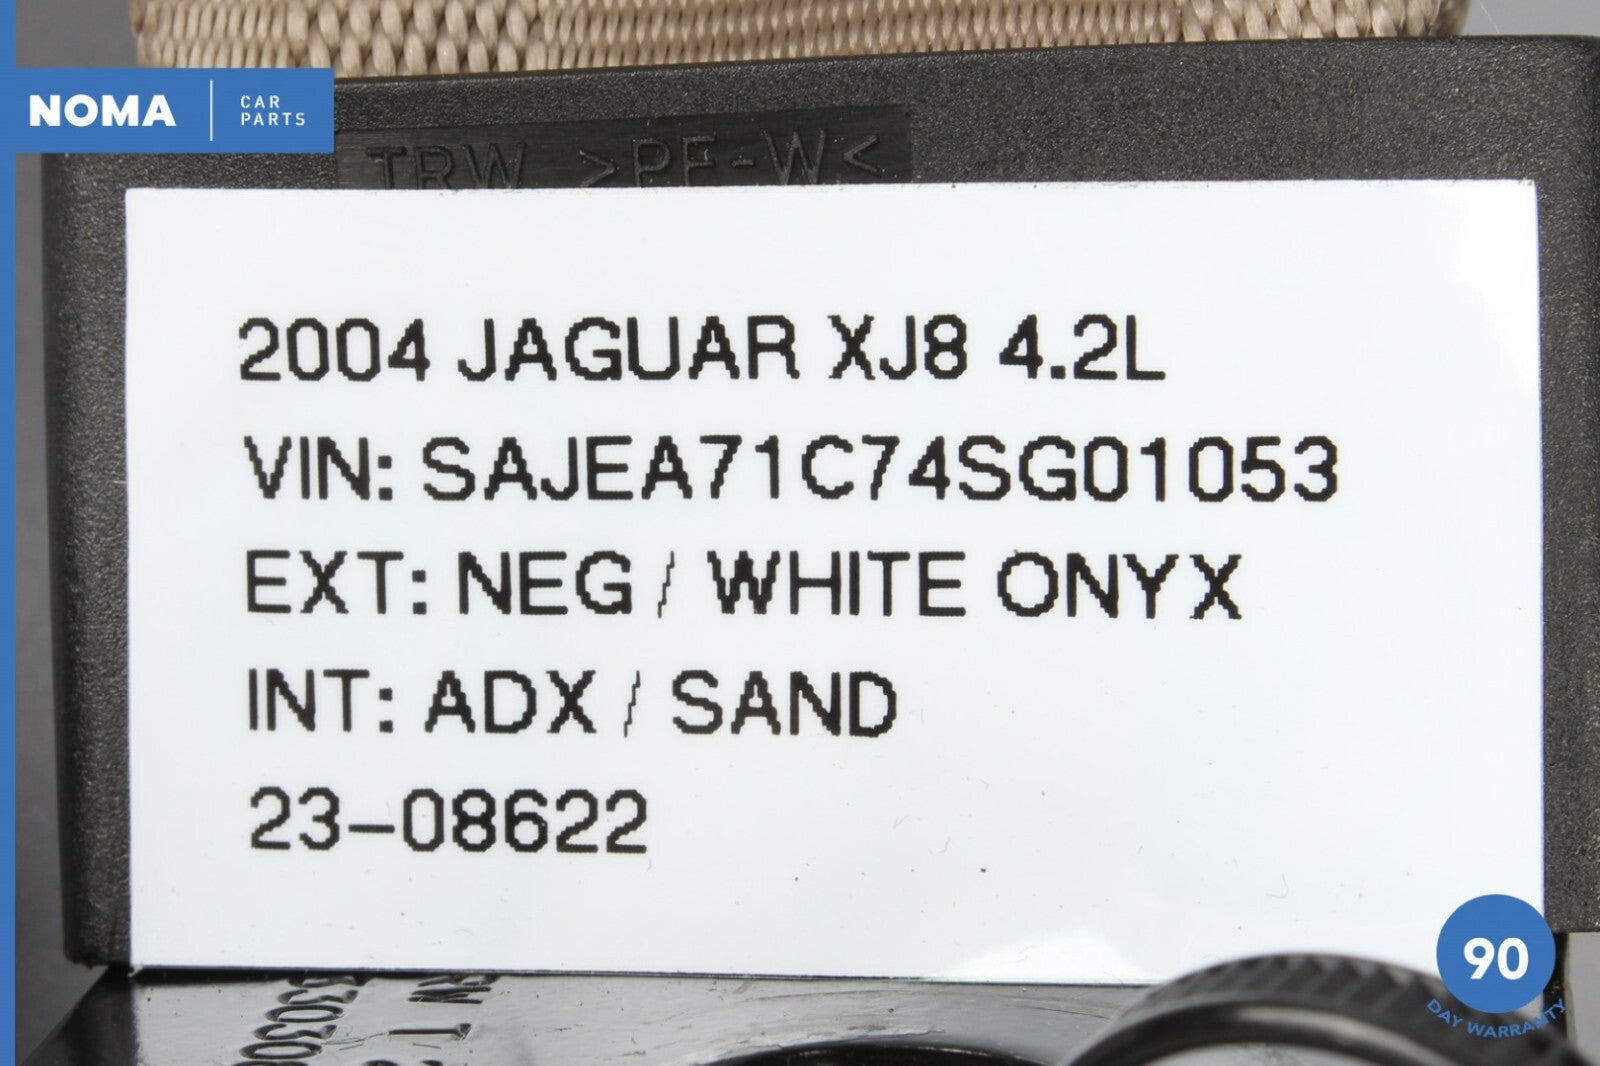 NOMA
CAR
PARTS
TRW >PE-W<
2004 JAGUAR XJ8 4.2L
VIN: SAJEA71C74SG01053
EXT: NEG / WHITE ONYX
INT: ADX / SAND
23-08622
90
DAY WARRANTY